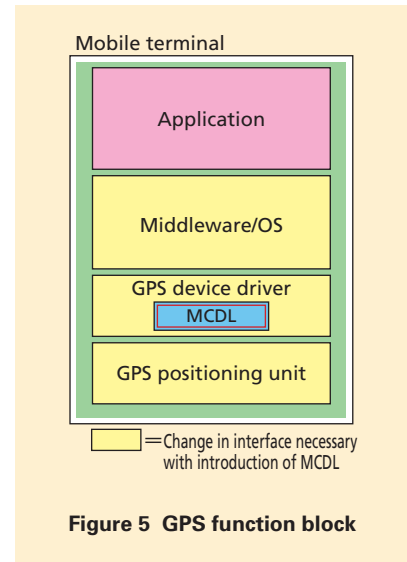 Mobile terminal
Application
Middleware/OS
GPS device driver
MCDL
GPS positioning unit
=Change in interface necessary
with introduction of MCDL
Figure 5 GPS function block